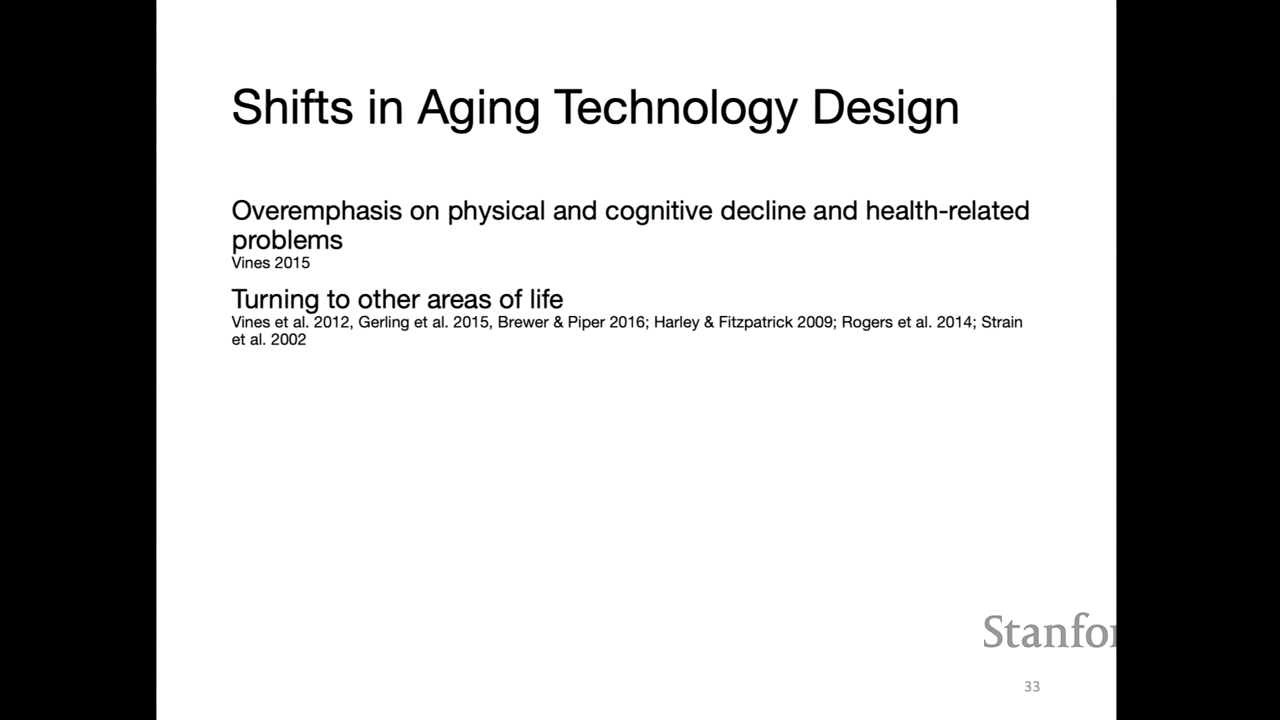 Shifts in Aging Technology Design
Overemphasis on physical and cognitive decline and health-related
problems
Vines 2015
Turning to other areas of life
Vines et al. 2012, Gerling et al. 2015, Brewer & Piper 2016; Harley & Fitzpatrick 2009; Rogers et al. 2014; Strain
et al. 2002
Stanfor
33